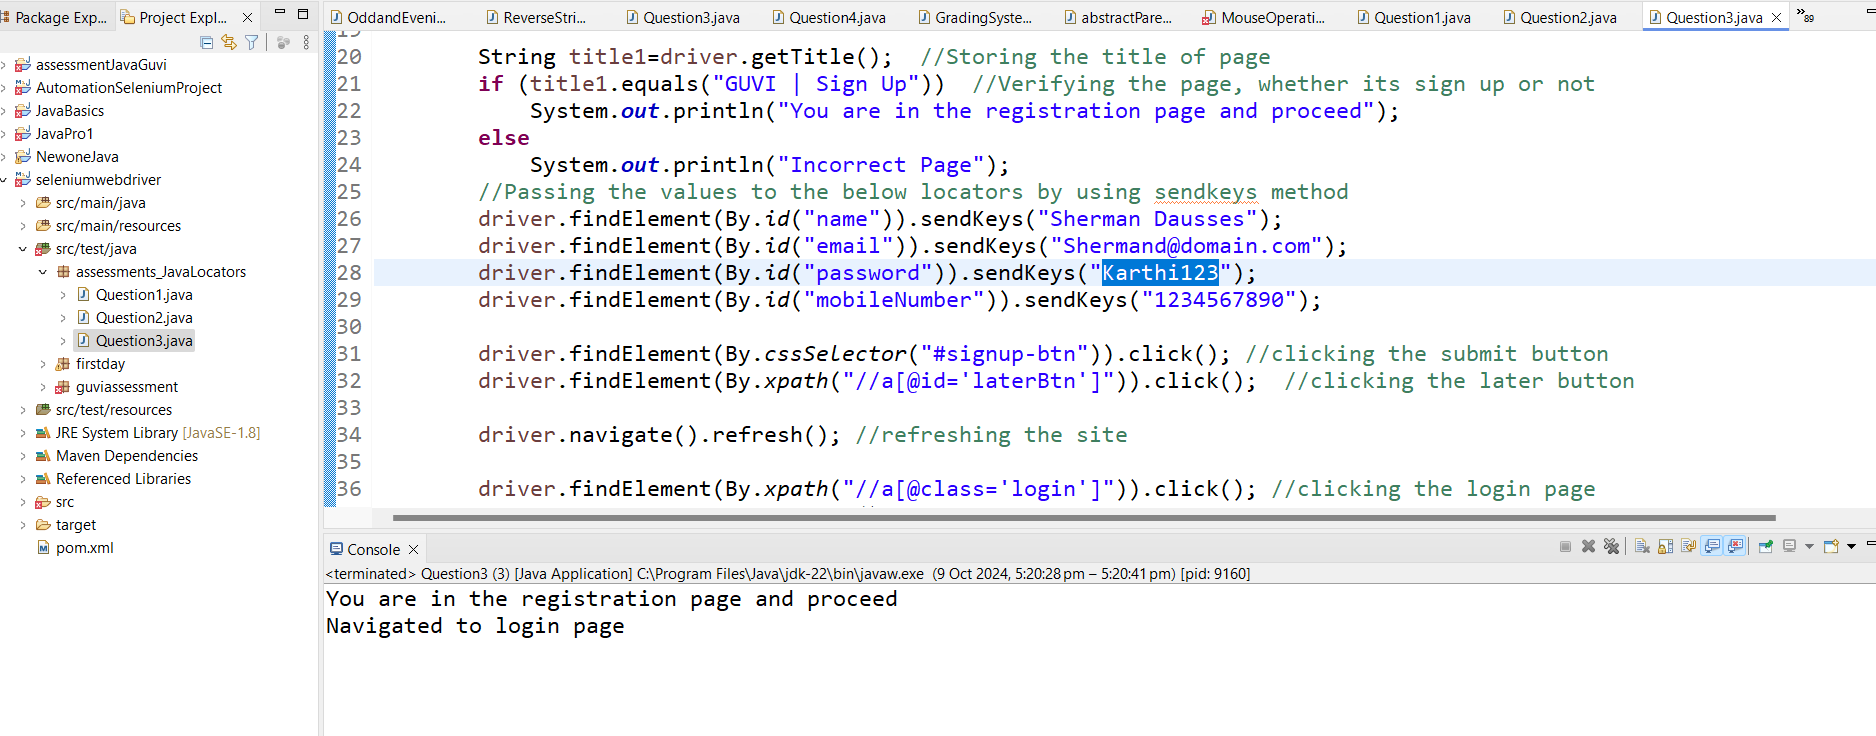 Package Exp...
Project Expl...
assessmentJavaGuvi
AutomationSeleniumProject
JavaBasics
JavaPro1
NewoneJava
seleniumwebdriver
src/main/java
src/main/resources
src/test/java
assessments_JavaLocators
Question1.java
Question2.java
Question3.java
firstday
guviassessment
src/test/resources
JRE System Library [JavaSE-1.8]
Maven Dependencies
Referenced Libraries
src
target
pom.xml
OddandEveni...
ReverseStri...
Question3.java
Question4.java
GradingSyste...
abstractPare...
MouseOperati...
Question1.java
Question2.java
Question3.java
89
19
20 String title1=driver.getTitle();  //Storing the title of page
21 if (title1.equals("GUVI | Sign Up"))  //Verifying the page, whether its sign up or not
22 System.out.println("You are in the registration page and proceed");
23 else
24 System.out.println("Incorrect Page");
25 //Passing the values to the below locators by using sendkeys method
26 driver.findElement(By.id("name")).sendKeys("Sherman Dausses");
27 driver.findElement(By.id("email")).sendKeys("Shermand@domain.com");
28 driver.findElement(By.id("password")).sendKeys("Karthi123");
29 driver.findElement(By.id("mobileNumber")).sendKeys("1234567890");
30
31 driver.findElement(By.cssSelector("#signup-btn")).click(); //clicking the submit button
32 driver.findElement(By.xpath("//a[@id='laterBtn']")).click();  //clicking the later button
33
34 driver.navigate().refresh(); //refreshing the site
35
36 driver.findElement(By.xpath("//a[@class='login']")).click(); //clicking the login page
Console
<terminated> Question3 (3) [Java Application] C:\Program Files\Java\jdk-22\bin\javaw.exe  (9 Oct 2024, 5:20:28 pm – 5:20:41 pm) [pid: 9160]
You are in the registration page and proceed
Navigated to login page